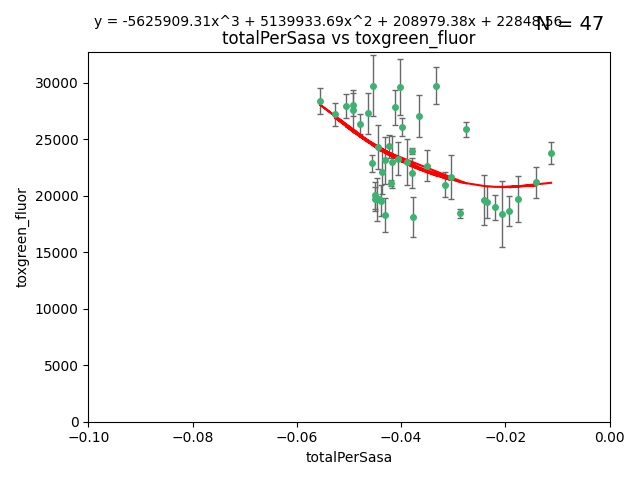 y = -5625909.31x^3 + 5139933.69x^2 + 208979.38x + 22848.56
N = 47
totalPerSasa vs toxgreen_fluor
30000
25000
20000
15000
10000
5000
0
toxgreen_fluor
−0.10 −0.08 −0.06 −0.04 −0.02 0.00
totalPerSasa